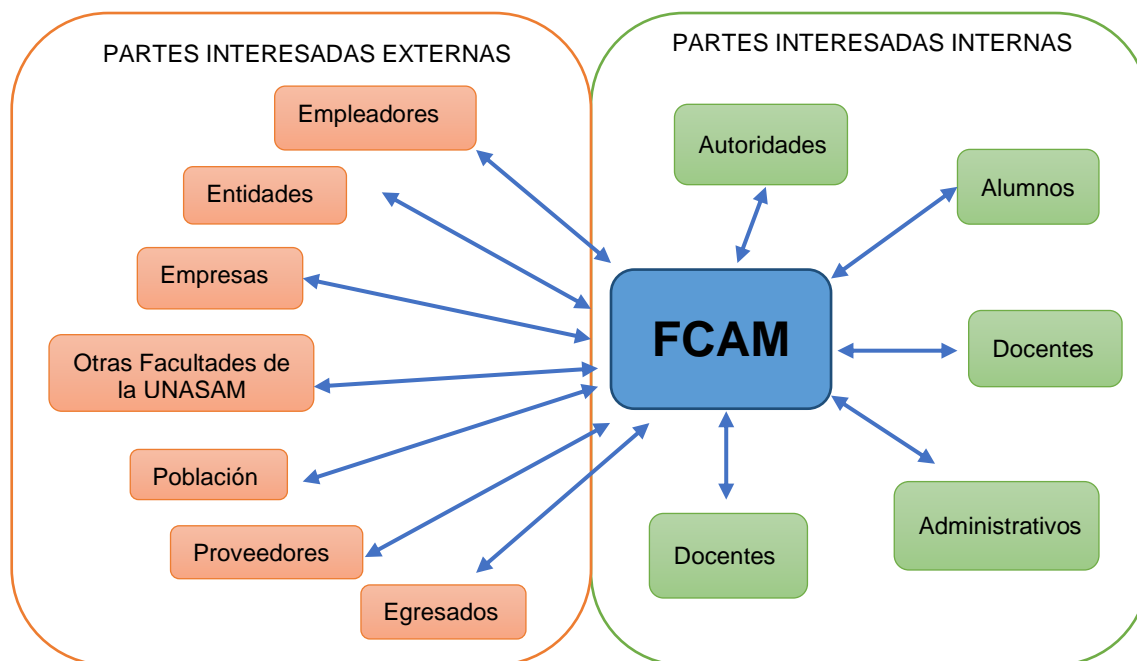 PARTES INTERESADAS EXTERNAS
Empleadores
Entidades
Empresas
Otras Facultades de
la UNASAM
Población
Proveedores
Egresados
PARTES INTERESADAS INTERNAS
Autoridades
Alumnos
FCAM
Docentes
Administrativos
Docentes